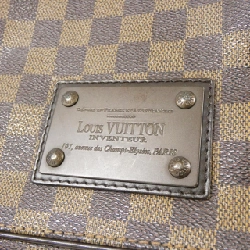 LOUIS VUITTON
INVENTEUR
101, avenue des Champs-Elysées, PARIS